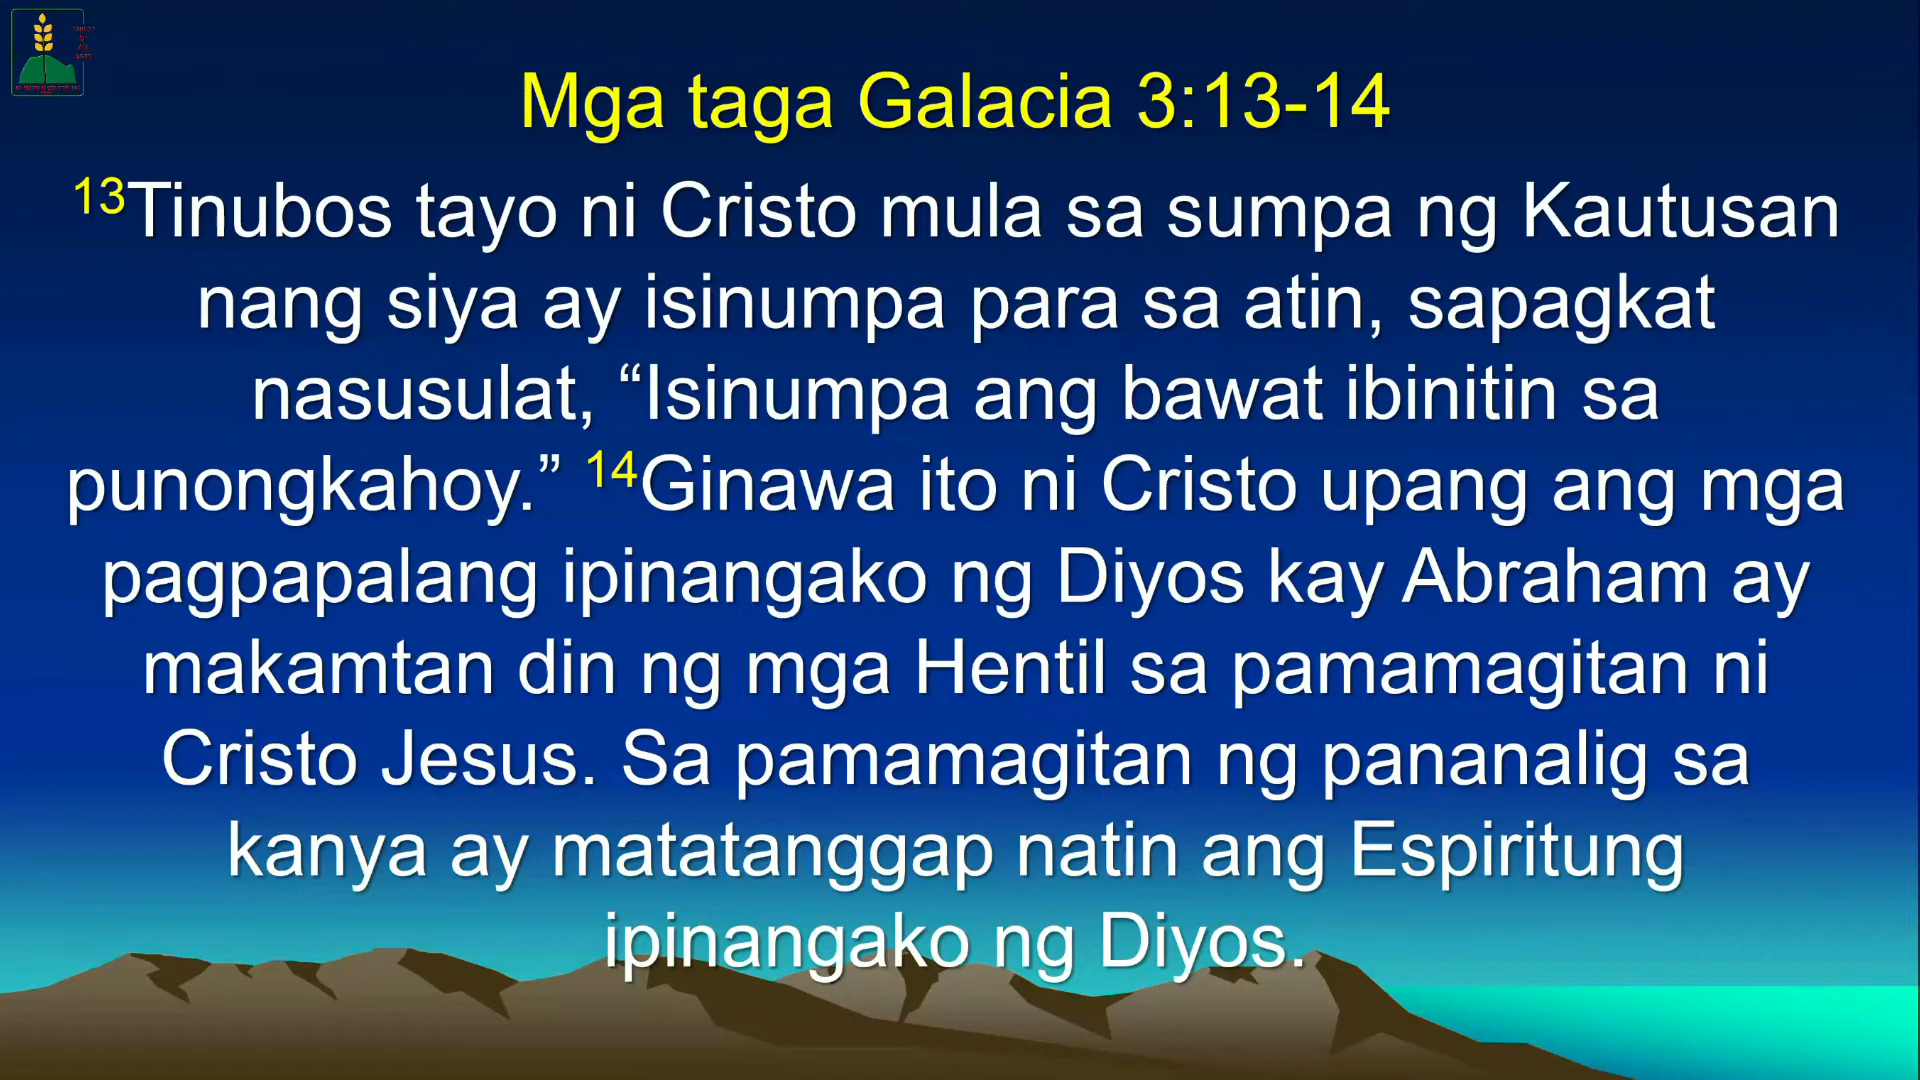 Mga taga Galacia 3:13-14
13Tinubos tayo ni Cristo mula sa sumpa ng Kautusan
nang siya ay isinumpa para sa atin, sapagkat
nasusulat, “Isinumpa ang bawat ibinitin sa
punongkahoy.” 14Ginawa ito ni Cristo upang ang mga
pagpapalang ipinangako ng Diyos kay Abraham ay
makamtan din ng mga Hentil sa pamamagitan ni
Cristo Jesus. Sa pamamagitan ng pananalig sa
kanya ay matatanggap natin ang Espiritung
ipinangako ng Diyos.